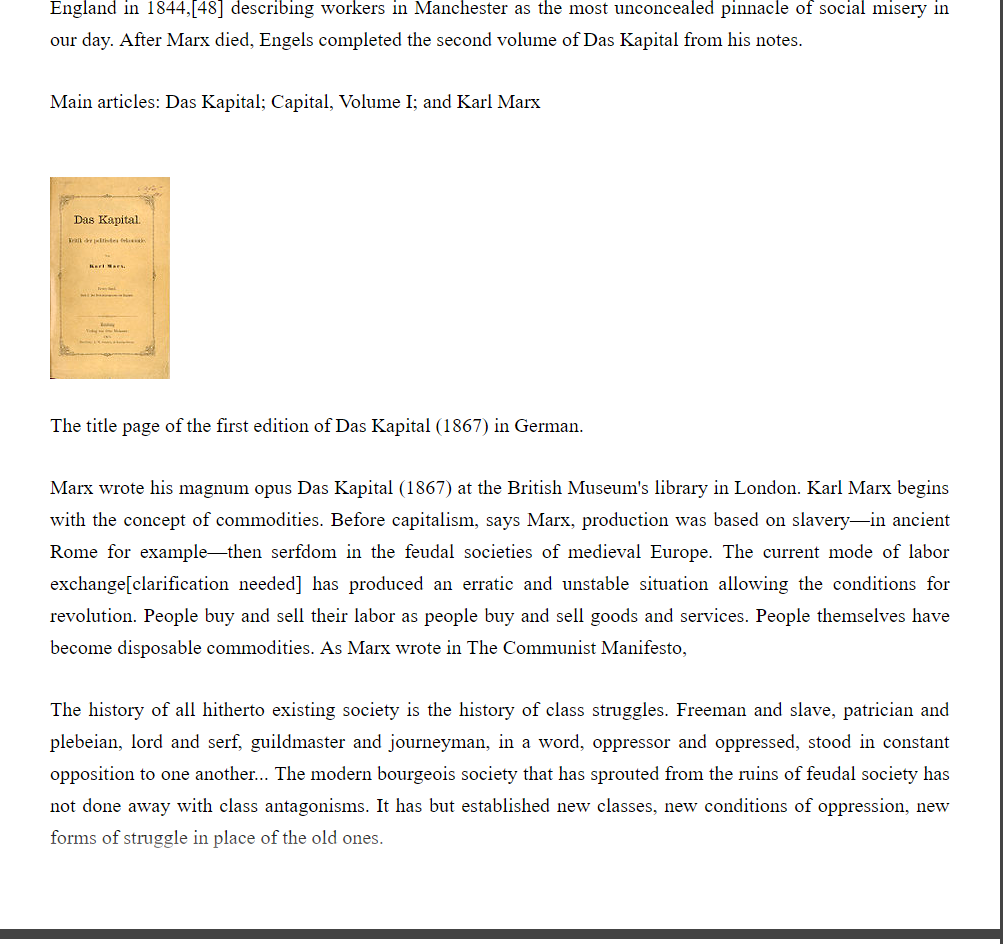 England in 1844,[48] describing workers in Manchester as the most unconcealed pinnacle of social misery in
our day. After Marx died, Engels completed the second volume of Das Kapital from his notes.
Main articles: Das Kapital; Capital, Volume I; and Karl Marx
Das Kapital.
Kritik der politischen Oekonomie.
Karl Marx.
The title page of the first edition of Das Kapital (1867) in German.
Marx wrote his magnum opus Das Kapital (1867) at the British Museum's library in London. Karl Marx begins
with the concept of commodities. Before capitalism, says Marx, production was based on slavery—in ancient
Rome for example—then serfdom in the feudal societies of medieval Europe. The current mode of labor
exchange[clarification needed] has produced an erratic and unstable situation allowing the conditions for
revolution. People buy and sell their labor as people buy and sell goods and services. People themselves have
become disposable commodities. As Marx wrote in The Communist Manifesto,
The history of all hitherto existing society is the history of class struggles. Freeman and slave, patrician and
plebeian, lord and serf, guildmaster and journeyman, in a word, oppressor and oppressed, stood in constant
opposition to one another... The modern bourgeois society that has sprouted from the ruins of feudal society has
not done away with class antagonisms. It has but established new classes, new conditions of oppression, new
forms of struggle in place of the old ones.